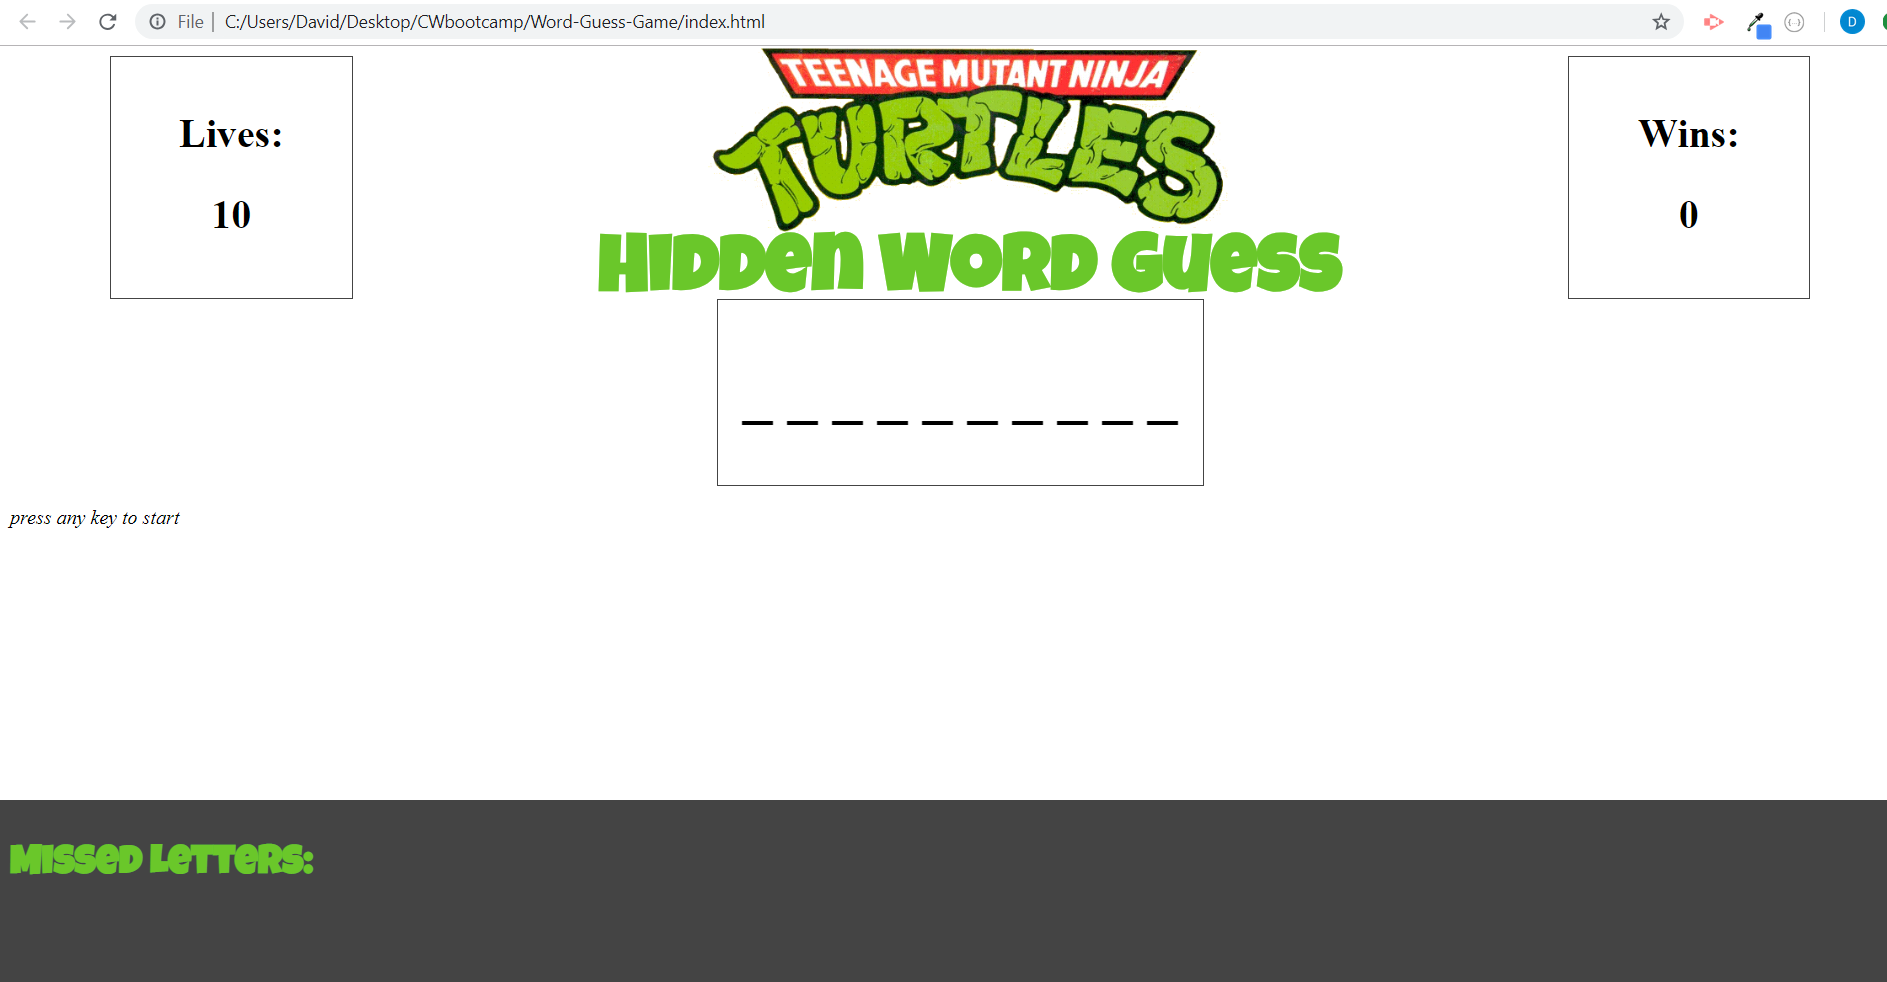 File | C:/Users/David/Desktop/CWbootcamp/Word-Guess-Game/index.html
D
TEENAGE MUTANT NINJA
TURTLES
Lives:
10
Wins:
0
HIDDen WORD Guess
_ _ _ _ _ _ _ _ _ _
press any key to start
MISSED LeTTeRS: